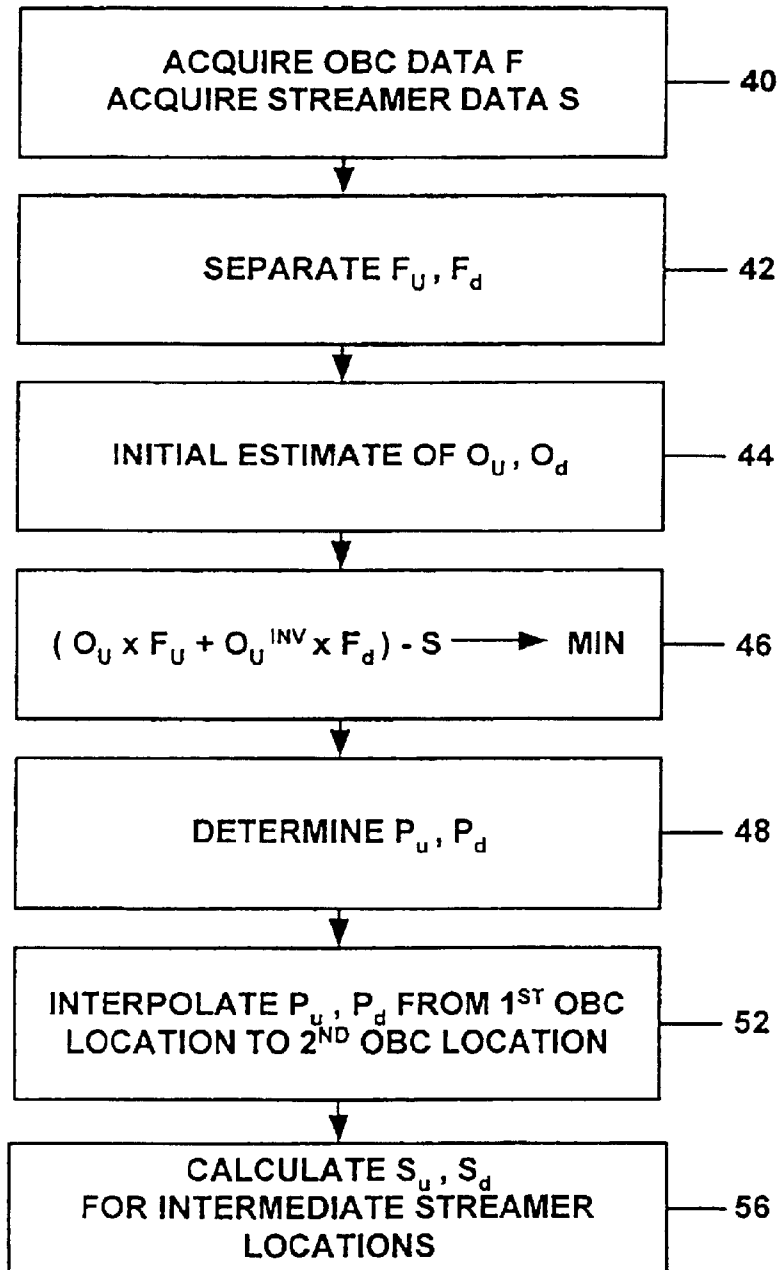 ACQUIRE OBC DATA F
ACQUIRE STREAMER DATA S
40
SEPARATE F_U, F_d
42
INITIAL ESTIMATE OF O_U, O_d
44
( O_U x F_U + O_U^INV x F_d ) - S → MIN
46
DETERMINE P_u, P_d
48
INTERPOLATE P_u, P_d FROM 1^ST OBC
LOCATION TO 2^ND OBC LOCATION
52
CALCULATE S_u, S_d
FOR INTERMEDIATE STREAMER
LOCATIONS
56